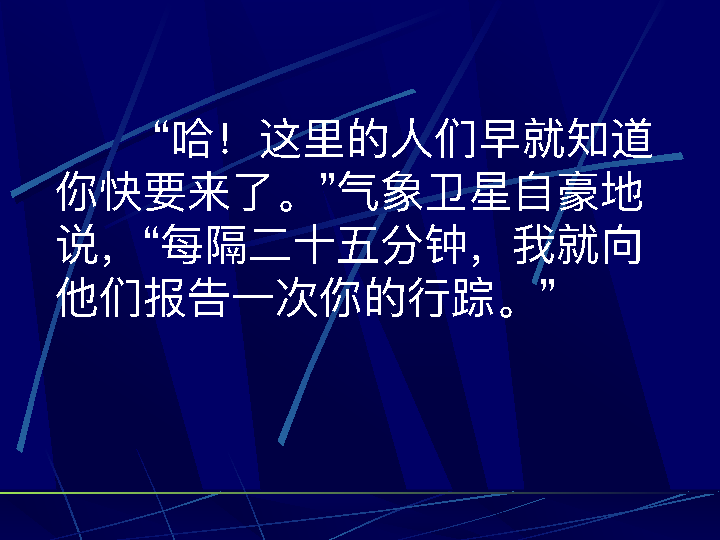 “哈！这里的人们早就知道
你快要来了。”气象卫星自豪地
说，“每隔二十五分钟，我就向
他们报告一次你的行踪。”